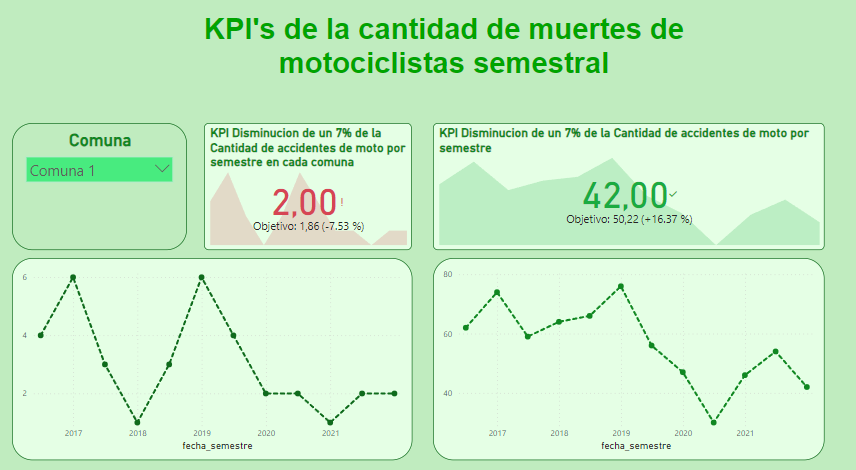 KPI's de la cantidad de muertes de
motociclistas semestral
Comuna
Comuna 1
KPI Disminucion de un 7% de la
Cantidad de accidentes de moto por
semestre en cada comuna
2,00!
Objetivo: 1,86 (-7.53 %)
KPI Disminucion de un 7% de la Cantidad de accidentes de moto por
semestre
42,00✓
Objetivo: 50,22 (+16.37 %)
6
4
2
2017 2018 2019 2020 2021
fecha_semestre
80
60
40
2017 2018 2019 2020 2021
fecha_semestre